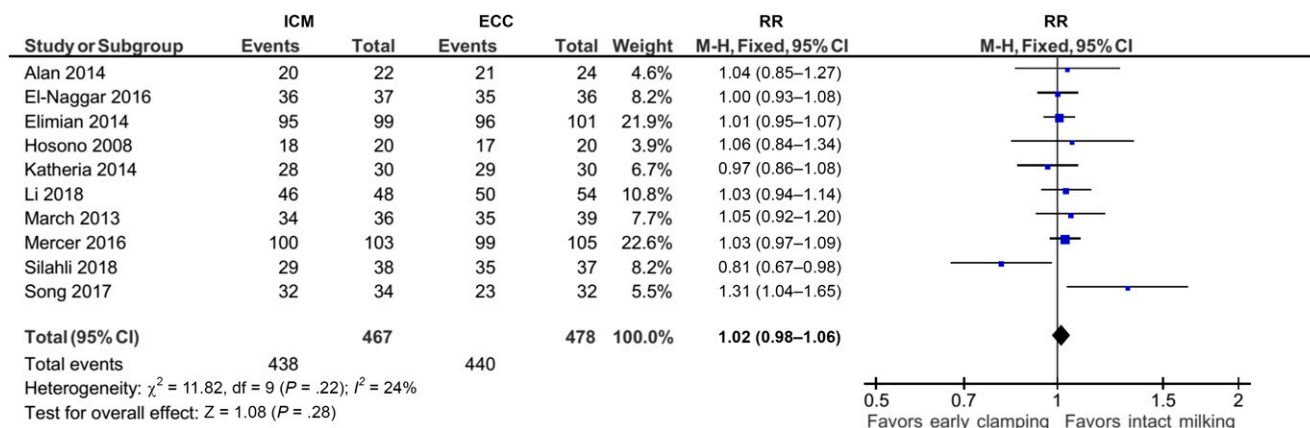 ICM ECC RR RR
Study or Subgroup Events Total Events Total Weight M-H, Fixed, 95% CI M-H, Fixed, 95% CI
Alan 2014 20 22 21 24 4.6% 1.04 (0.85–1.27)
El-Naggar 2016 36 37 35 36 8.2% 1.00 (0.93–1.08)
Elimian 2014 95 99 96 101 21.9% 1.01 (0.95–1.07)
Hosono 2008 18 20 17 20 3.9% 1.06 (0.84–1.34)
Katheria 2014 28 30 29 30 6.7% 0.97 (0.86–1.08)
Li 2018 46 48 50 54 10.8% 1.03 (0.94–1.14)
March 2013 34 36 35 39 7.7% 1.05 (0.92–1.20)
Mercer 2016 100 103 99 105 22.6% 1.03 (0.97–1.09)
Silahli 2018 29 38 35 37 8.2% 0.81 (0.67–0.98)
Song 2017 32 34 23 32 5.5% 1.31 (1.04–1.65)
Total (95% CI) 467 478 100.0% 1.02 (0.98–1.06)
Total events 438 440
Heterogeneity: χ² = 11.82, df = 9 (P = .22); I² = 24%
Test for overall effect: Z = 1.08 (P = .28)
0.5 0.7 1 1.5 2
Favors early clamping Favors intact milking